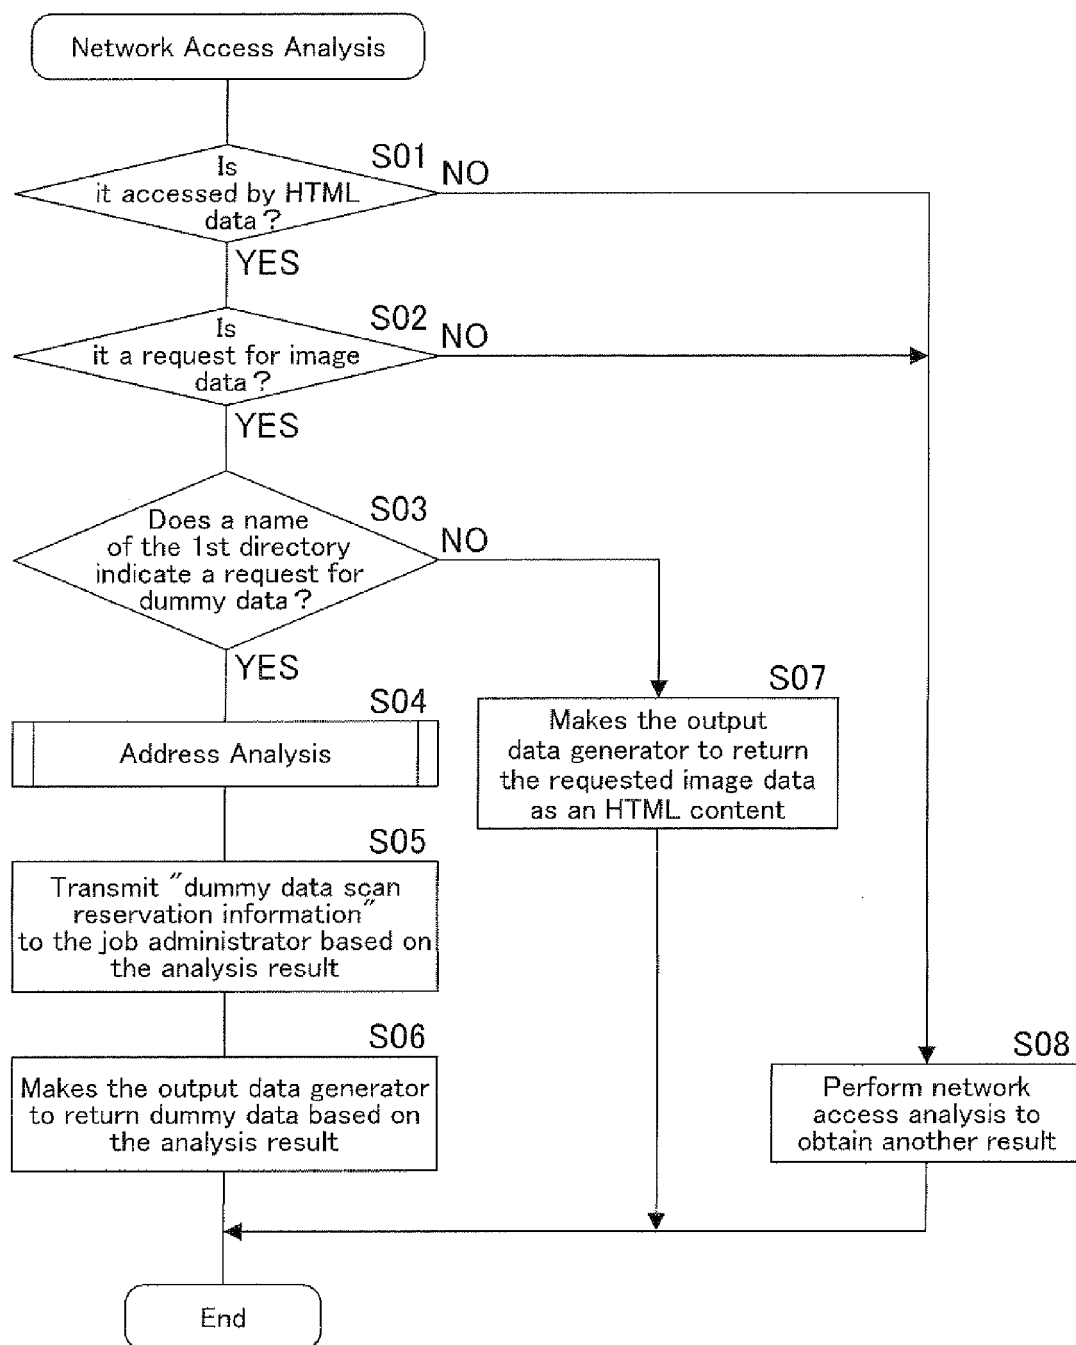 Network Access Analysis
S01
Is
it accessed by HTML
data?
NO
YES
S02
Is
it a request for image
data?
NO
YES
S03
Does a name
of the 1st directory
indicate a request for
dummy data?
NO
YES
S04
Address Analysis
S07
Makes the output
data generator to return
the requested image data
as an HTML content
S05
Transmit "dummy data scan
reservation information"
to the job administrator based on
the analysis result
S06
Makes the output data generator
to return dummy data based on
the analysis result
S08
Perform network
access analysis to
obtain another result
End